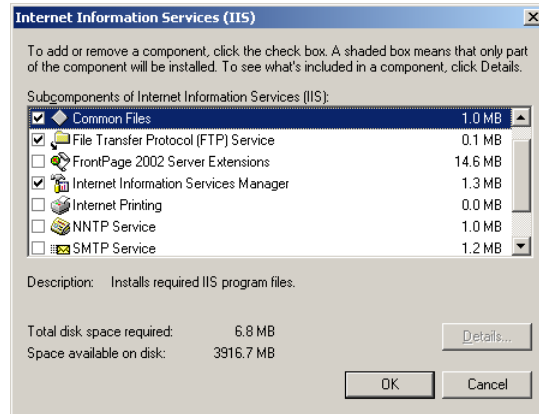 Internet Information Services (IIS)
To add or remove a component, click the check box. A shaded box means that only part
of the component will be installed. To see what's included in a component, click Details.
Subcomponents of Internet Information Services (IIS):
Common Files 1.0 MB
File Transfer Protocol (FTP) Service 0.1 MB
FrontPage 2002 Server Extensions 14.6 MB
Internet Information Services Manager 1.3 MB
Internet Printing 0.0 MB
NNTP Service 1.0 MB
SMTP Service 1.2 MB
Description: Installs required IIS program files.
Total disk space required: 6.8 MB
Details...
Space available on disk: 3916.7 MB
OK Cancel